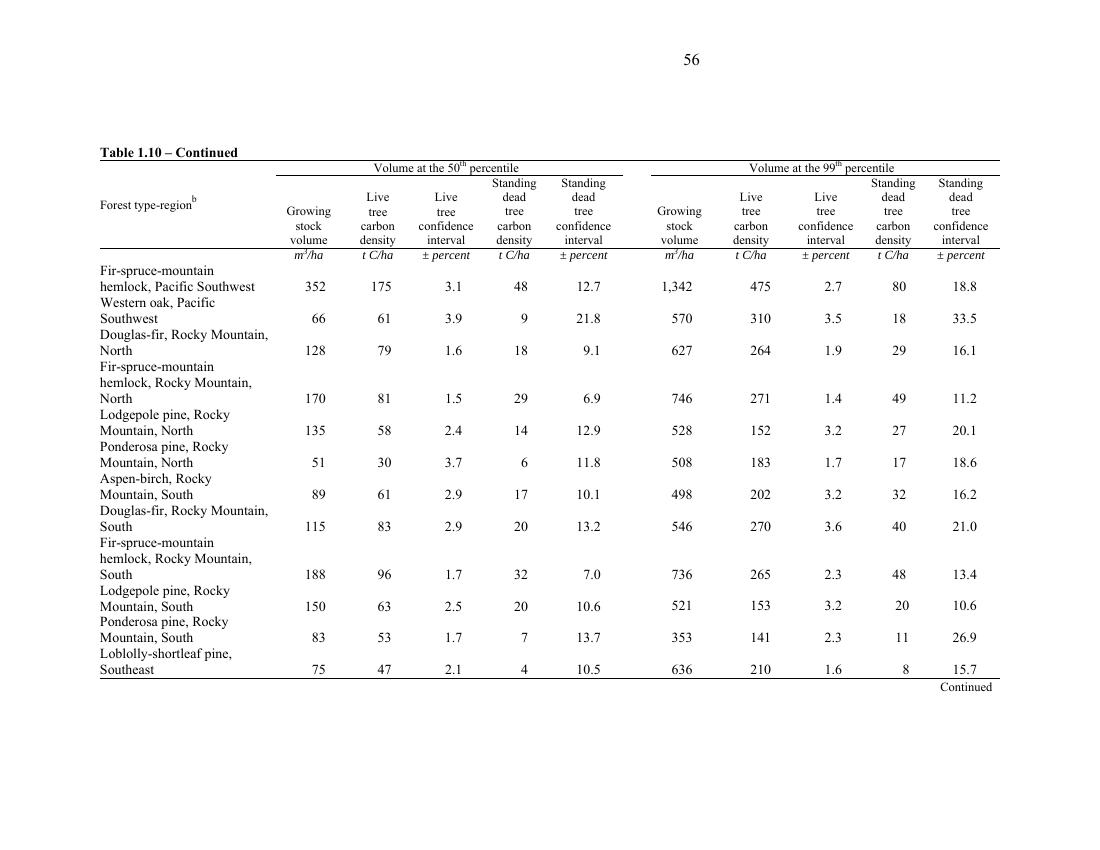 56
Table 1.10 – Continued
Volume at the 50th percentile Volume at the 99th percentile
Forest type-regionb Growing stock volume Live tree carbon density Live tree confidence interval Standing dead tree carbon density Standing dead tree confidence interval Growing stock volume Live tree carbon density Live tree confidence interval Standing dead tree carbon density Standing dead tree confidence interval
m3/ha t C/ha ± percent t C/ha ± percent m3/ha t C/ha ± percent t C/ha ± percent
Fir-spruce-mountain
hemlock, Pacific Southwest 352 175 3.1 48 12.7 1,342 475 2.7 80 18.8
Western oak, Pacific
Southwest 66 61 3.9 9 21.8 570 310 3.5 18 33.5
Douglas-fir, Rocky Mountain,
North 128 79 1.6 18 9.1 627 264 1.9 29 16.1
Fir-spruce-mountain
hemlock, Rocky Mountain,
North 170 81 1.5 29 6.9 746 271 1.4 49 11.2
Lodgepole pine, Rocky
Mountain, North 135 58 2.4 14 12.9 528 152 3.2 27 20.1
Ponderosa pine, Rocky
Mountain, North 51 30 3.7 6 11.8 508 183 1.7 17 18.6
Aspen-birch, Rocky
Mountain, South 89 61 2.9 17 10.1 498 202 3.2 32 16.2
Douglas-fir, Rocky Mountain,
South 115 83 2.9 20 13.2 546 270 3.6 40 21.0
Fir-spruce-mountain
hemlock, Rocky Mountain,
South 188 96 1.7 32 7.0 736 265 2.3 48 13.4
Lodgepole pine, Rocky
Mountain, South 150 63 2.5 20 10.6 521 153 3.2 20 10.6
Ponderosa pine, Rocky
Mountain, South 83 53 1.7 7 13.7 353 141 2.3 11 26.9
Loblolly-shortleaf pine,
Southeast 75 47 2.1 4 10.5 636 210 1.6 8 15.7
Continued